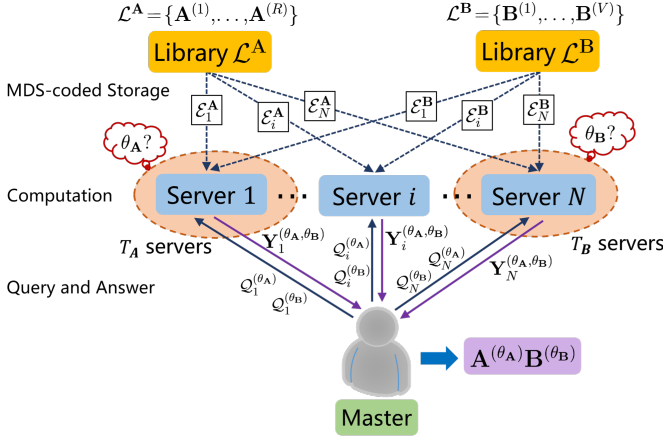 𝓛^𝐀={𝐀^(1),...,𝐀^(R)}
𝓛^𝐁={𝐁^(1),...,𝐁^(V)}
Library 𝓛^𝐀
Library 𝓛^𝐁
MDS-coded Storage
𝓔_1^𝐀
𝓔_i^𝐀
𝓔_N^𝐀
𝓔_1^𝐁
𝓔_i^𝐁
𝓔_N^𝐁
θ_𝐀?
θ_𝐁?
Computation
Server 1
...
Server i
...
Server N
T_A servers
T_B servers
𝐘_1^(θ_𝐀,θ_𝐁)
𝐘_i^(θ_𝐀,θ_𝐁)
𝐘_N^(θ_𝐀,θ_𝐁)
Query and Answer
𝓠_1^(θ_𝐀)
𝓠_1^(θ_𝐁)
𝓠_i^(θ_𝐀)
𝓠_i^(θ_𝐁)
𝓠_N^(θ_𝐀)
𝓠_N^(θ_𝐁)
𝐀^(θ_𝐀)𝐁^(θ_𝐁)
Master